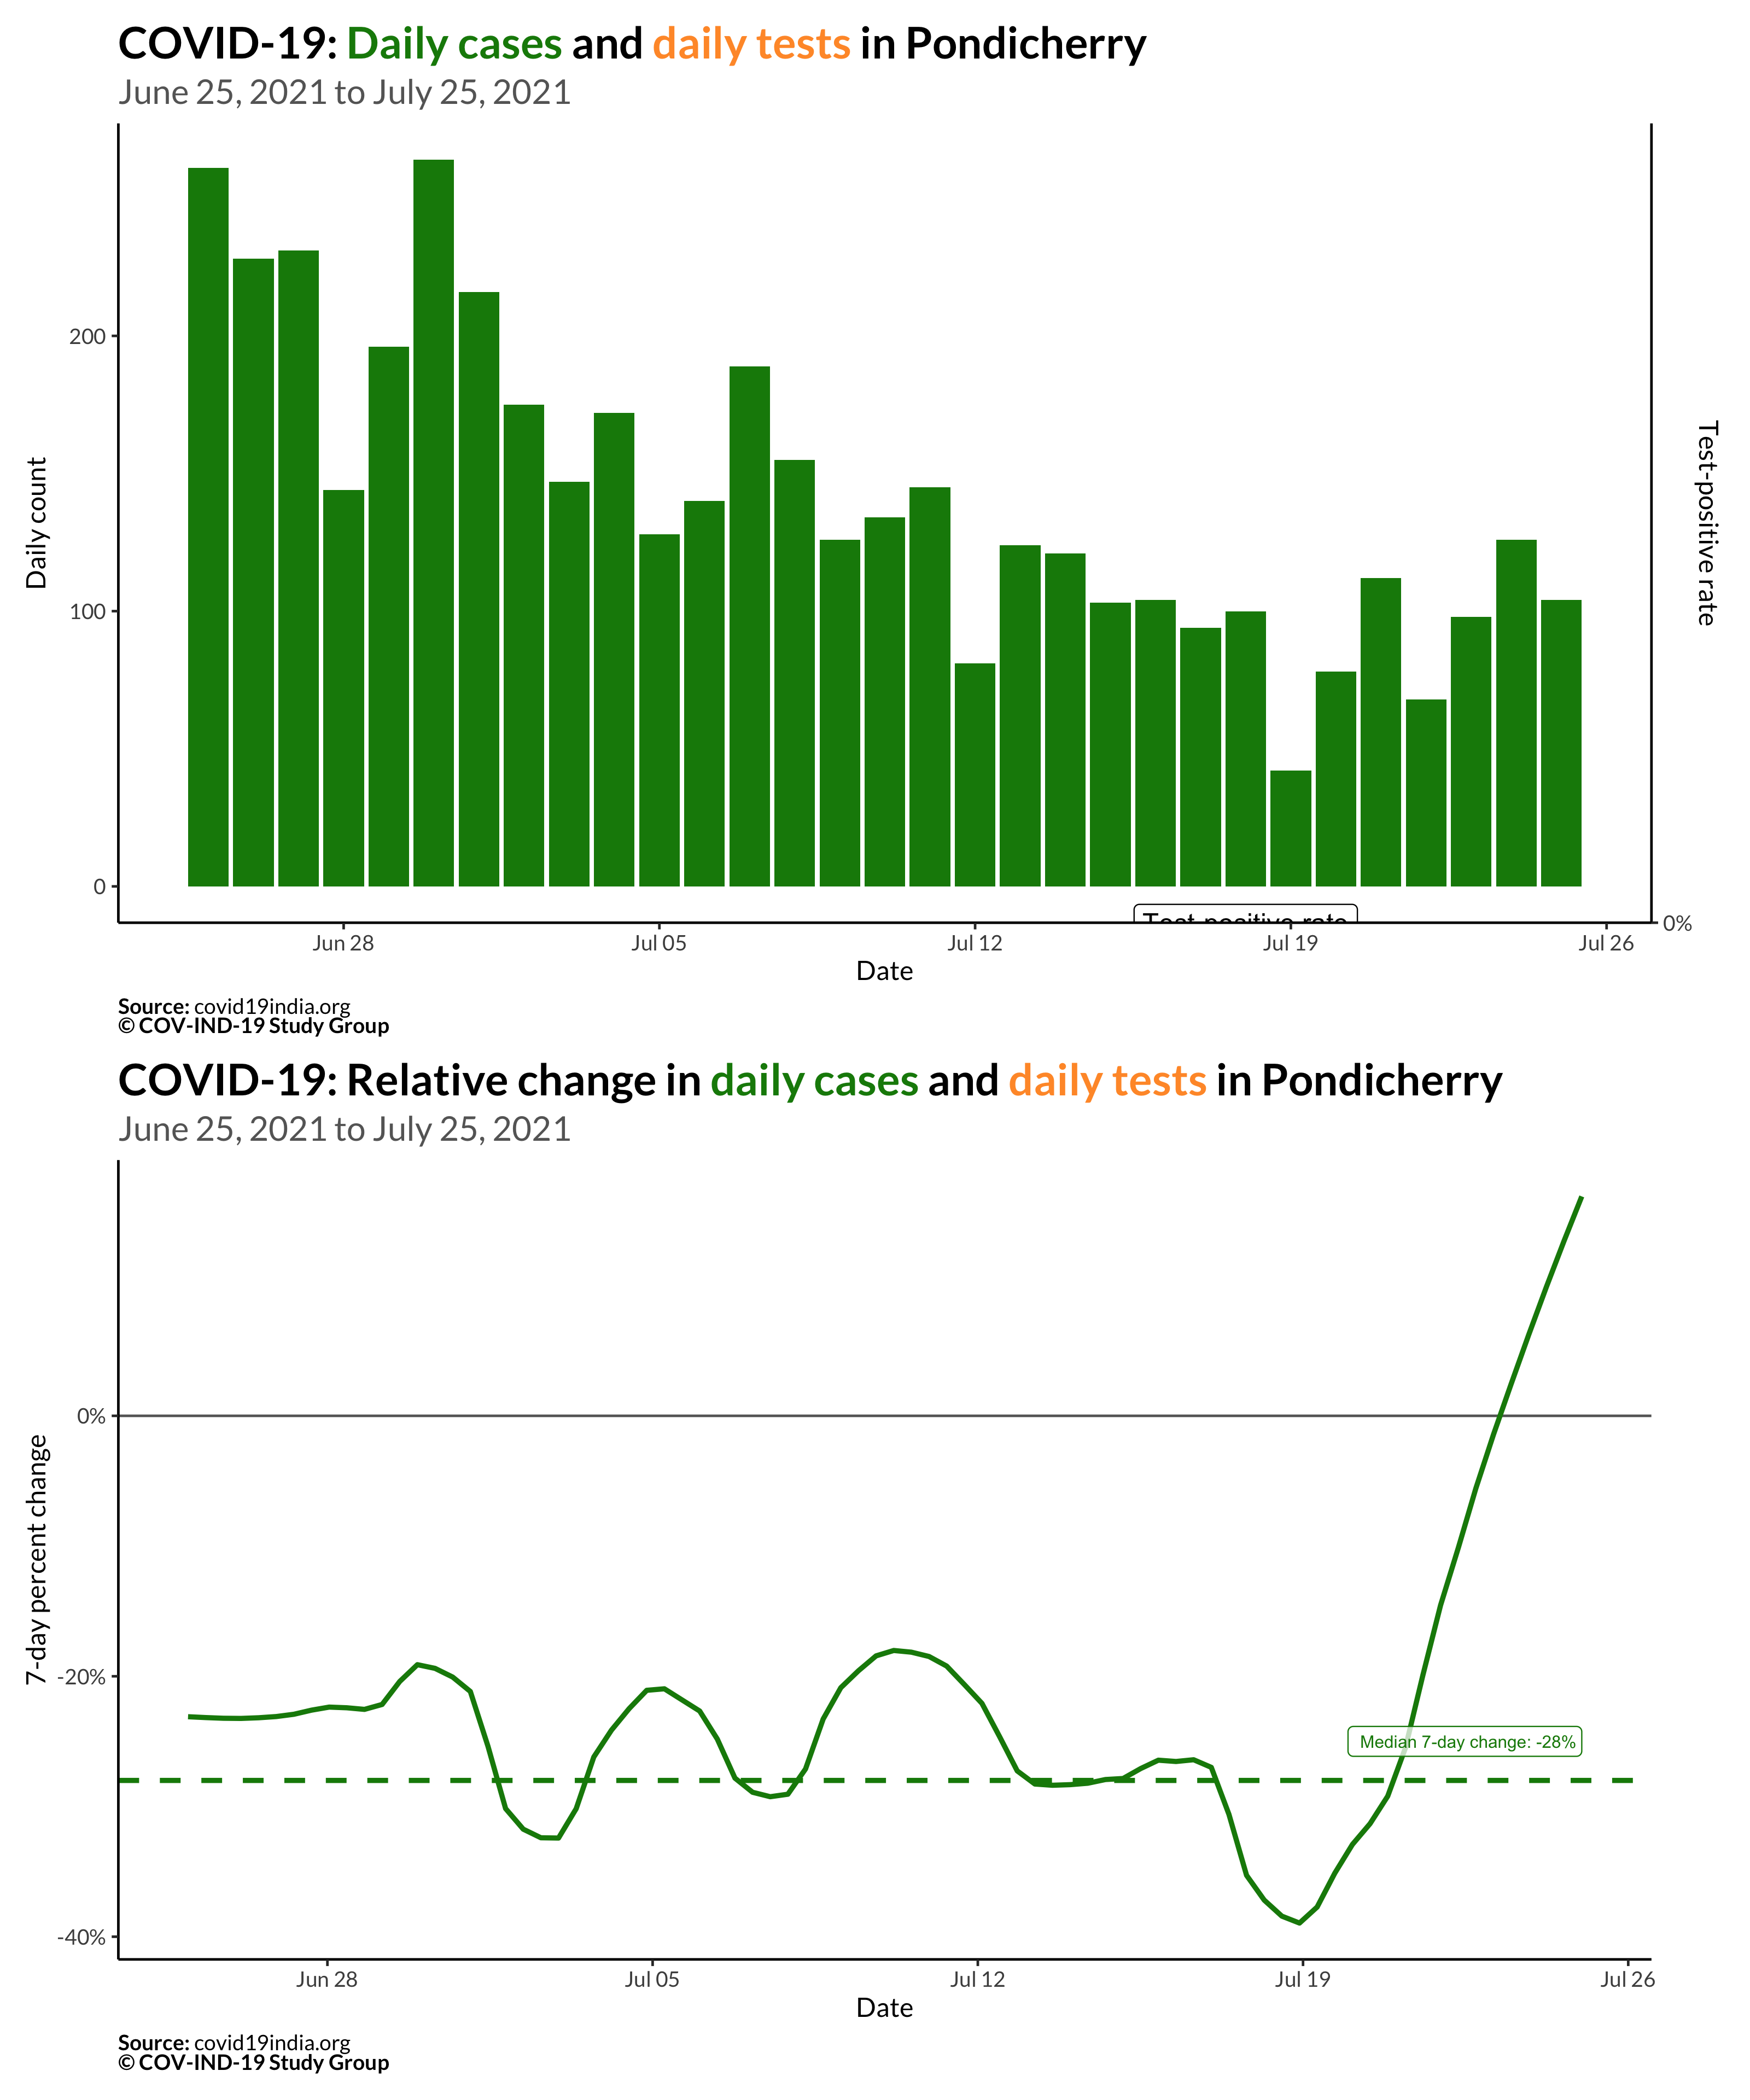 COVID-19: Daily cases and daily tests in Pondicherry
June 25, 2021 to July 25, 2021
Daily count
200
100
0
Test-positive rate
Test-positive rate
0%
Jun 28
Jul 05
Jul 12
Jul 19
Jul 26
Date
Source: covid19india.org
© COV-IND-19 Study Group
COVID-19: Relative change in daily cases and daily tests in Pondicherry
June 25, 2021 to July 25, 2021
7-day percent change
0%
-20%
-40%
Median 7-day change: -28%
Jun 28
Jul 05
Jul 12
Jul 19
Jul 26
Date
Source: covid19india.org
© COV-IND-19 Study Group